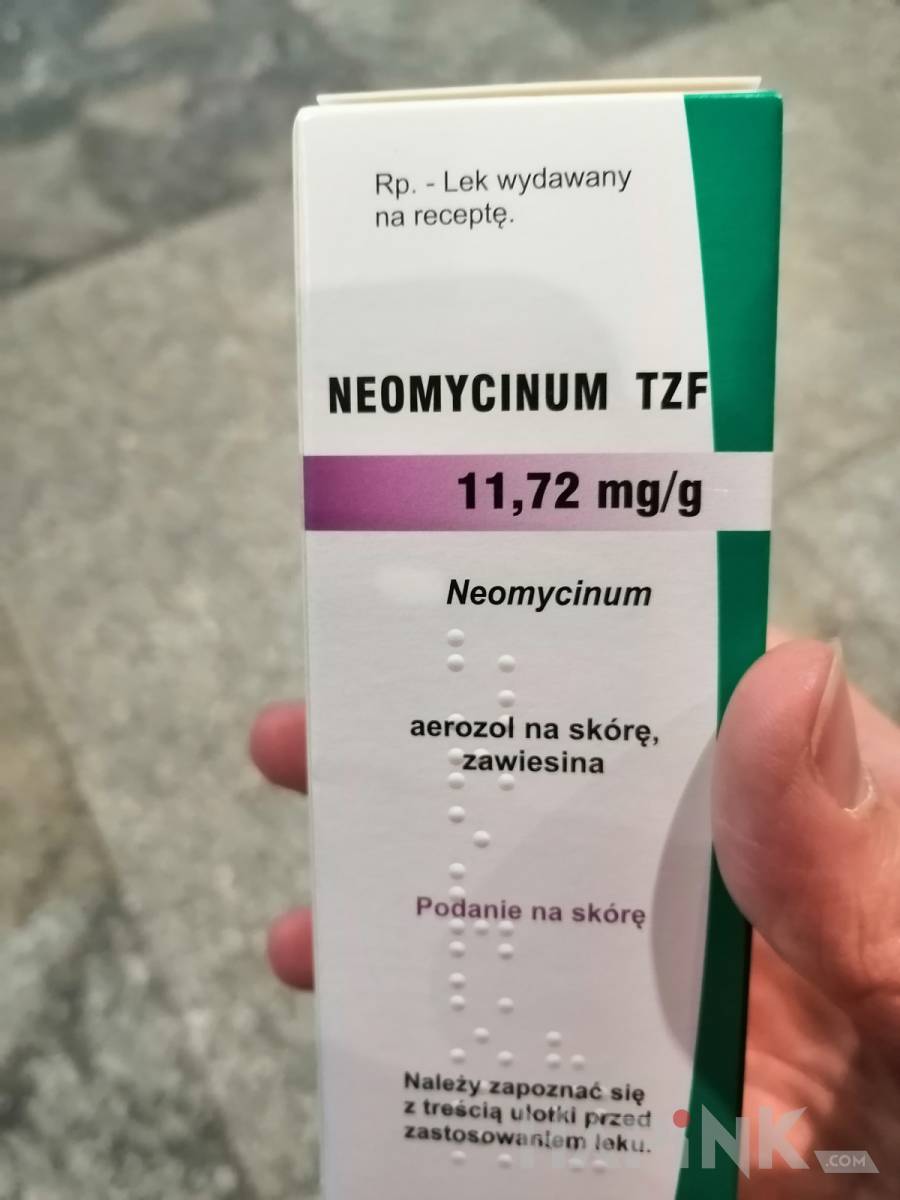 Rp. - Lek wydawany
na receptę.
NEOMYCINUM TZF
11,72 mg/g
Neomycinum
aerozol na skórę,
zawiesina
Podanie na skórę
Należy zapoznać się
z treścią ulotki przed
zastosowaniem leku.
.COM